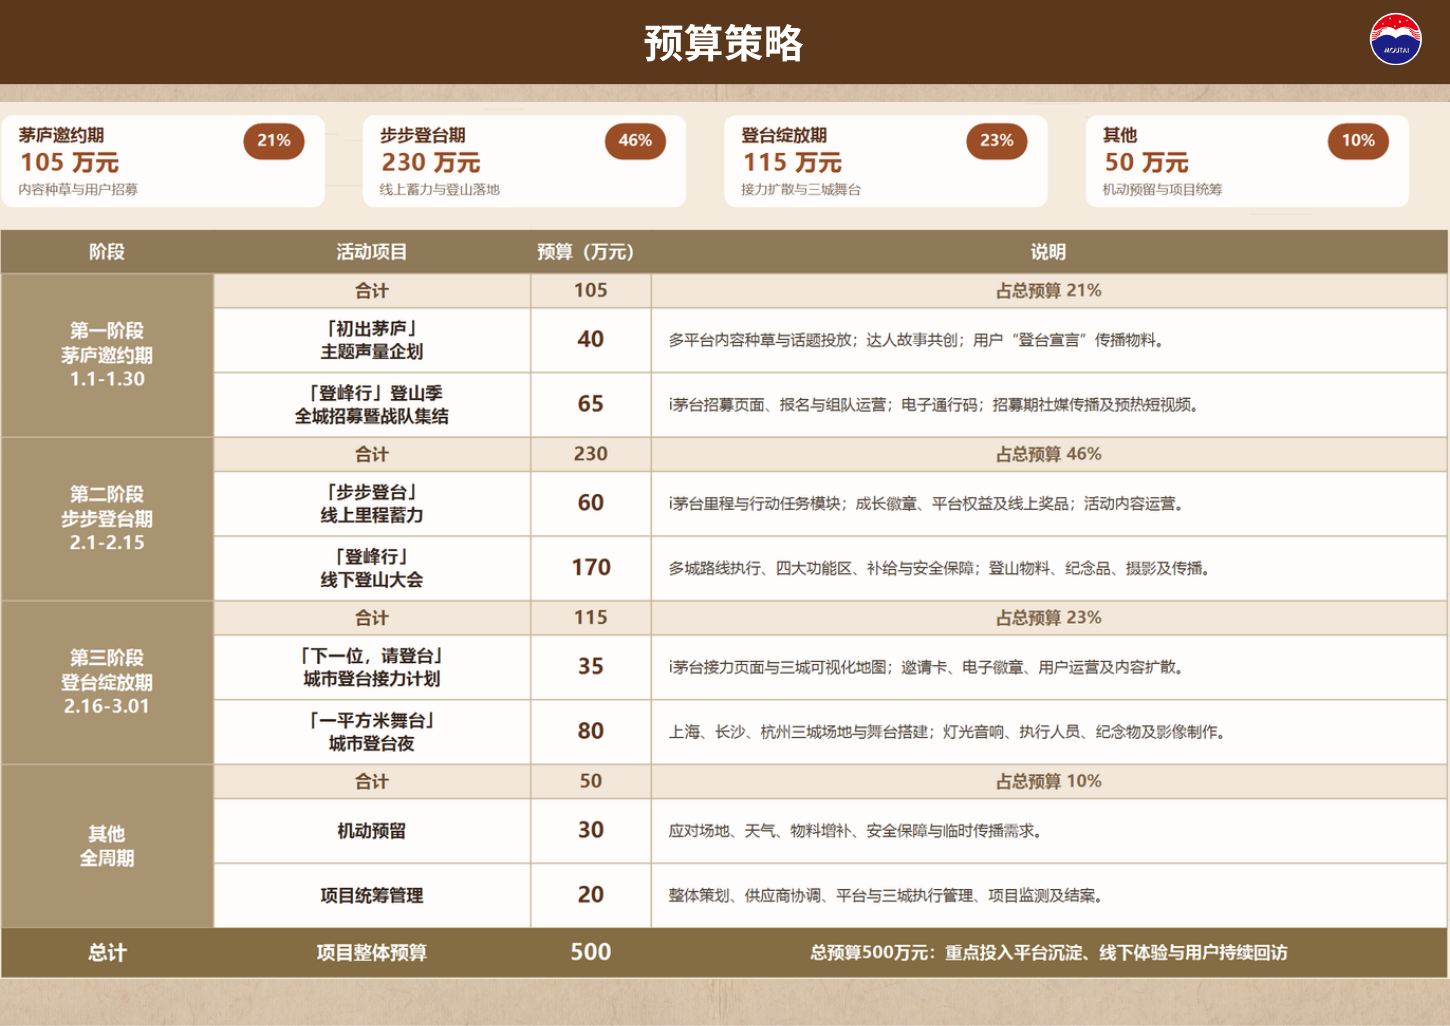 预算策略
MOUTAI
茅庐邀约期
21%
105 万元
内容种草与用户招募
步步登台期
46%
230 万元
线上蓄力与登山落地
登台绽放期
23%
115 万元
接力扩散与三城舞台
其他
10%
50 万元
机动预留与项目统筹
阶段 活动项目 预算（万元） 说明
第一阶段
茅庐邀约期
1.1-1.30
合计 105 占总预算 21%
「初出茅庐」
主题声量企划
40
多平台内容种草与话题投放；达人故事共创；用户“登台宣言”传播物料。
「登峰行」登山季
全城招募暨战队集结
65
i茅台招募页面、报名与组队运营；电子通行码；招募期社媒传播及预热短视频。
第二阶段
步步登台期
2.1-2.15
合计 230 占总预算 46%
「步步登台」
线上里程蓄力
60
i茅台里程与行动任务模块；成长徽章、平台权益及线上奖品；活动内容运营。
「登峰行」
线下登山大会
170
多城路线执行、四大功能区、补给与安全保障；登山物料、纪念品、摄影及传播。
第三阶段
登台绽放期
2.16-3.01
合计 115 占总预算 23%
「下一位，请登台」
城市登台接力计划
35
i茅台接力页面与三城可视化地图；邀请卡、电子徽章、用户运营及内容扩散。
「一平方米舞台」
城市登台夜
80
上海、长沙、杭州三城场地与舞台搭建；灯光音响、执行人员、纪念物及影像制作。
其他
全周期
合计 50 占总预算 10%
机动预留 30 应对场地、天气、物料增补、安全保障与临时传播需求。
项目统筹管理 20 整体策划、供应商协调、平台与三城执行管理、项目监测及结案。
总计 项目整体预算 500 总预算500万元：重点投入平台沉淀、线下体验与用户持续回访